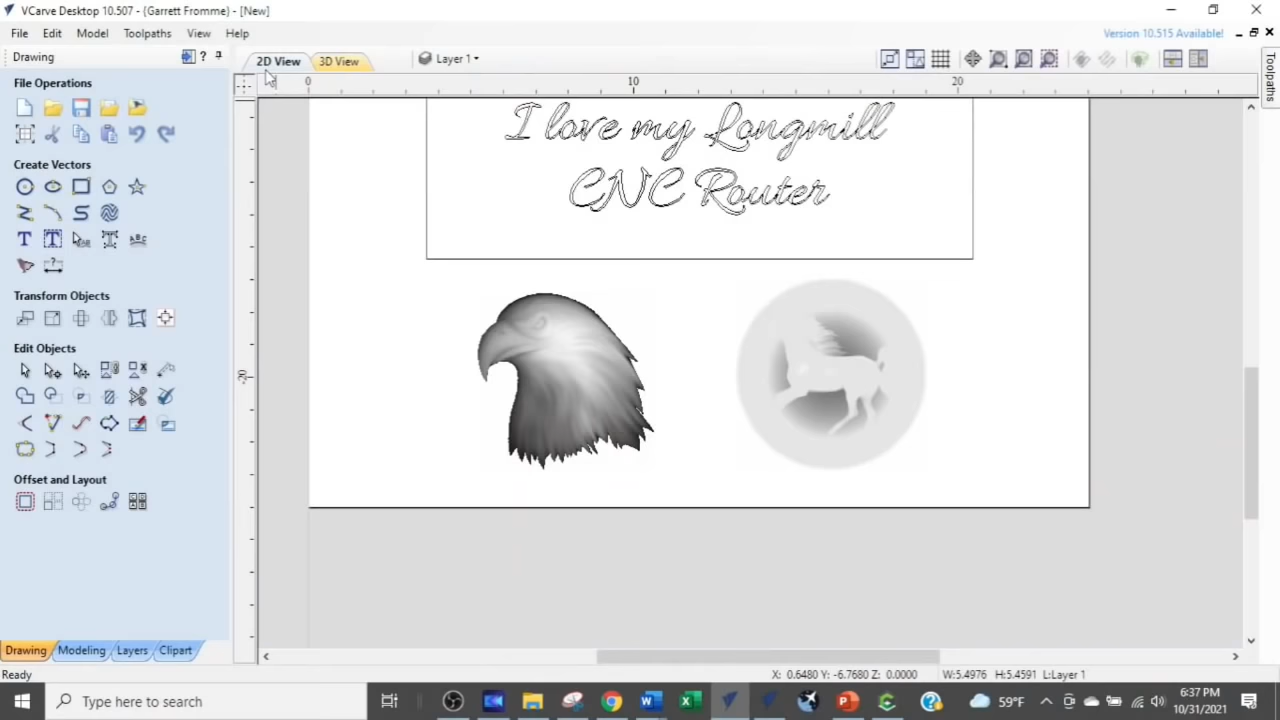 VCarve Desktop 10.507 - {Garrett Fromme} - [New]
File Edit Model Toolpaths View Help
Version 10.515 Available!
Drawing
2D View
3D View
Layer 1
Toolpaths
File Operations
0 10 20
Create Vectors
I love my Longmill
CNC Router
Transform Objects
Edit Objects
-20
Offset and Layout
Drawing Modeling Layers Clipart
Ready
X: 0.6480 Y: -6.7680 Z: 0.0000
W:5.4976 H:5.4591 L:Layer 1
Type here to search
59°F
6:37 PM
10/31/2021